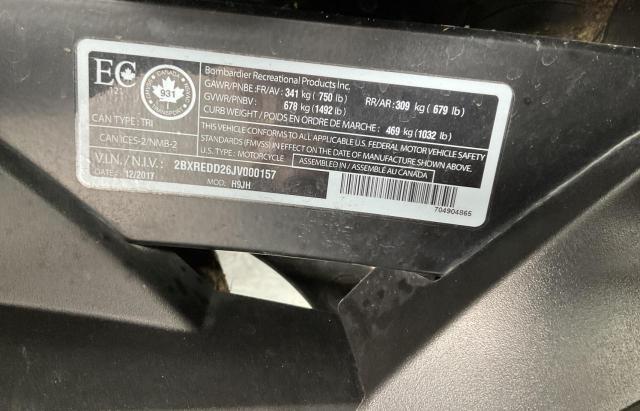 EC
121
CANADA
931
TRANSPORT
CAN TYPE: TRI
CAN ICES-2/NMB-2
Bombardier Recreational Products Inc.
GAWR/PNBE :FR/AV : 341 kg ( 750 lb) RR/AR: 309 kg ( 679 lb)
GVWR/PNBV : 678 kg (1492 lb)
CURB WEIGHT / POIDS EN ORDRE DE MARCHE : 469 kg (1032 lb)
THIS VEHICLE CONFORMS TO ALL APPLICABLE U.S. FEDERAL MOTOR VEHICLE SAFETY
STANDARDS (FMVSS) IN EFFECT ON THE DATE OF MANUFACTURE SHOWN ABOVE.
U.S. TYPE : MOTORCYCLE ASSEMBLED IN / ASSEMBLÉ AU CANADA
V.I.N. / N.I.V. : 2BXREDD26JV000157
DATE : 12/2017 MOD: H9JH
704904865